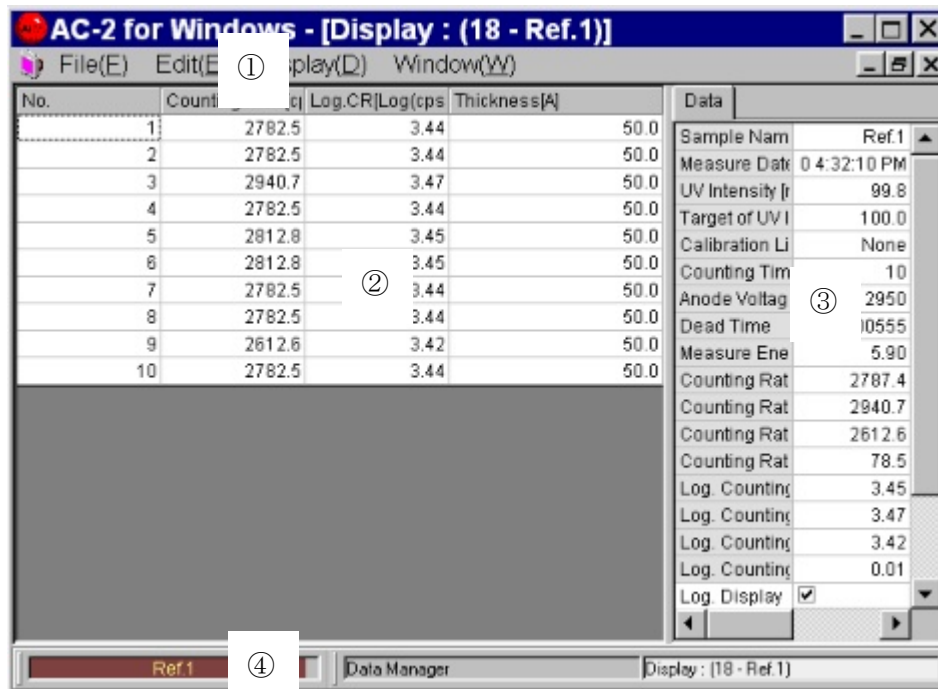 AC-2 for Windows - [Display : (18 - Ref.1)]
File(F) Edit(E ① play(D) Window(W)
No. Count Log.CR[Log(cps Thickness[A]
1 2782.5 3.44 50.0
2 2782.5 3.44 50.0
3 2940.7 3.47 50.0
4 2782.5 3.44 50.0
5 2812.8 3.45 50.0
6 2812.8 3.45 50.0
7 2782.5 ② 3.44 50.0
8 2782.5 3.44 50.0
9 2612.6 3.42 50.0
10 2782.5 3.44 50.0
Data
Sample Nam Ref.1
Measure Date 0 4:32:10 PM
UV Intensity [r 99.8
Target of UV I 100.0
Calibration Li None
Counting Tim 10
Anode Voltag ③ 2950
Dead Time 00555
Measure Ene 5.90
Counting Rat 2787.4
Counting Rat 2940.7
Counting Rat 2612.6
Counting Rat 78.5
Log. Counting 3.45
Log. Counting 3.47
Log. Counting 3.42
Log. Counting 0.01
Log. Display
Ref.1 ④ Data Manager Display : (18 - Ref.1)